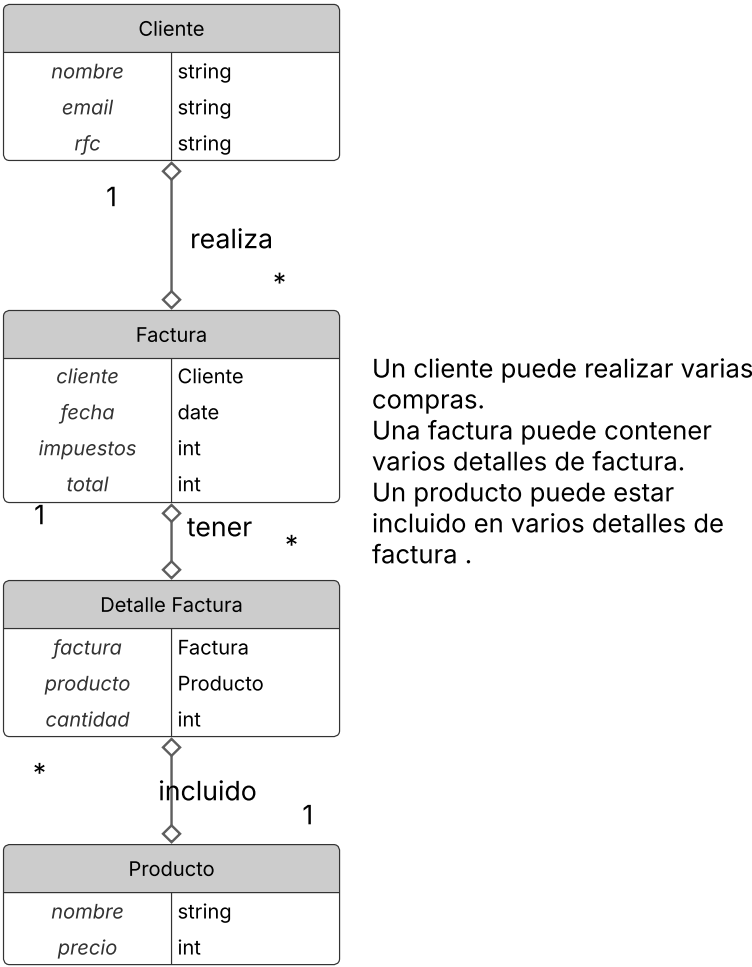 Cliente
nombre string
email string
rfc string
1
realiza
*
Factura
cliente Cliente
fecha date
impuestos int
total int
Un cliente puede realizar varias
compras.
Una factura puede contener
varios detalles de factura.
Un producto puede estar
incluido en varios detalles de
factura .
1
tener
*
Detalle Factura
factura Factura
producto Producto
cantidad int
*
incluido
1
Producto
nombre string
precio int